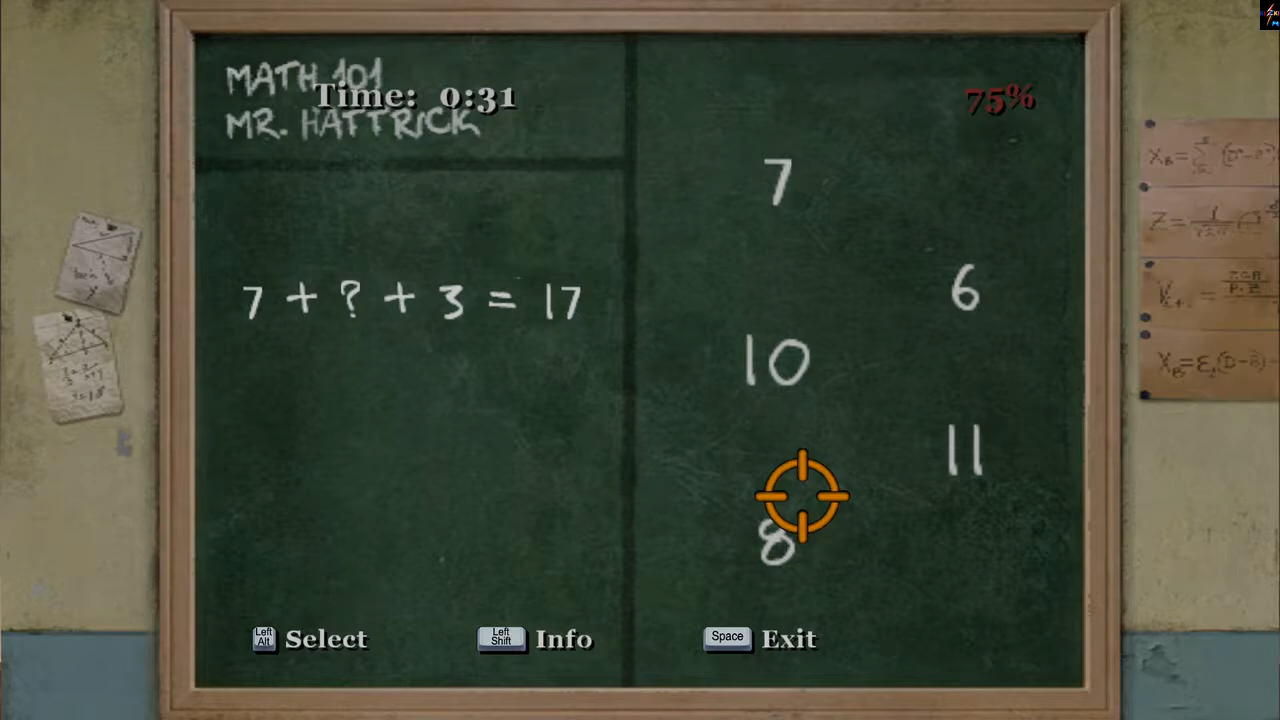 MATH 101
Time: 0:31
75%
MR. HATTRICK
7
6
7 + ? + 3 = 17
10
11
8
Left Alt Select
Left Shift Info
Space Exit